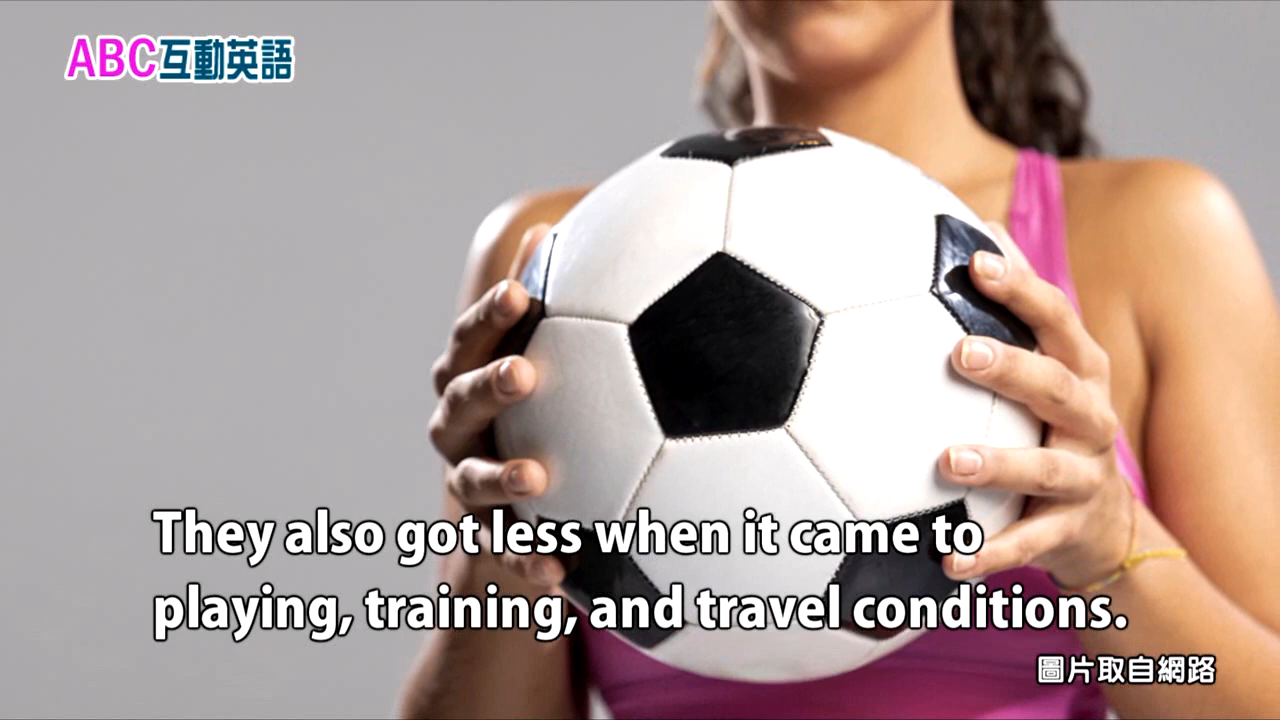 ABC互動英語
They also got less when it came to
playing, training, and travel conditions.
圖片取自網路